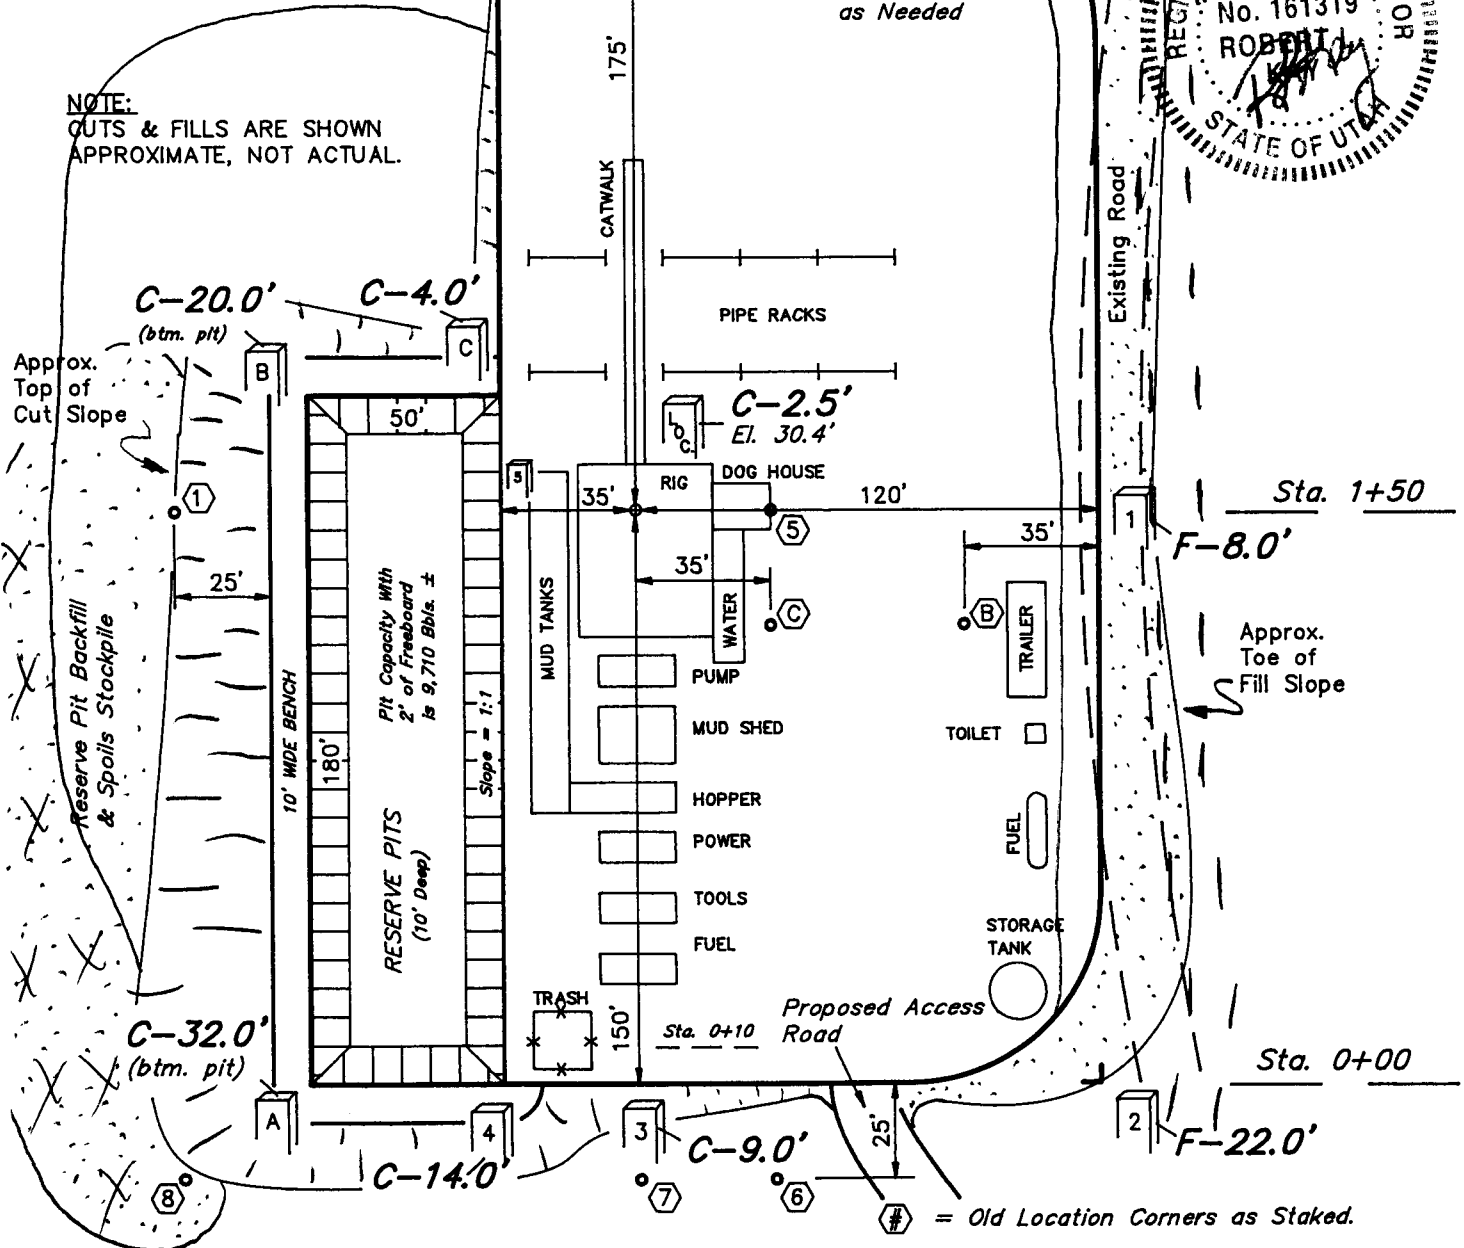 as Needed
No. 161319
ROBERT L.
STATE OF UTAH
175'
NOTE:
CUTS & FILLS ARE SHOWN
APPROXIMATE, NOT ACTUAL.
CATWALK
Existing Road
C-20.0'
(btm. pit)
C-4.0'
PIPE RACKS
Approx.
Top of
Cut Slope
B
C
50'
C-2.5'
El. 30.4'
LOC.
5
RIG
DOG HOUSE
1
35'
120'
5
1
Sta. 1+50
F-8.0'
35'
25'
35'
C
B
MUD TANKS
WATER
TRAILER
Approx.
Toe of
Fill Slope
Reserve Pit Backfill
& Spoils Stockpile
10' WIDE BENCH
180'
Pit Capacity With
2' of Freeboard
is 9,710 Bbls. ±
Slope = 1:1
RESERVE PITS
(10' Deep)
PUMP
MUD SHED
TOILET
HOPPER
POWER
FUEL
TOOLS
FUEL
STORAGE
TANK
TRASH
150'
Sta. 0+10
Proposed Access
Road
C-32.0'
(btm. pit)
Sta. 0+00
A
4
3
2
C-14.0'
C-9.0'
25'
F-22.0'
8
7
6
# = Old Location Corners as Staked.